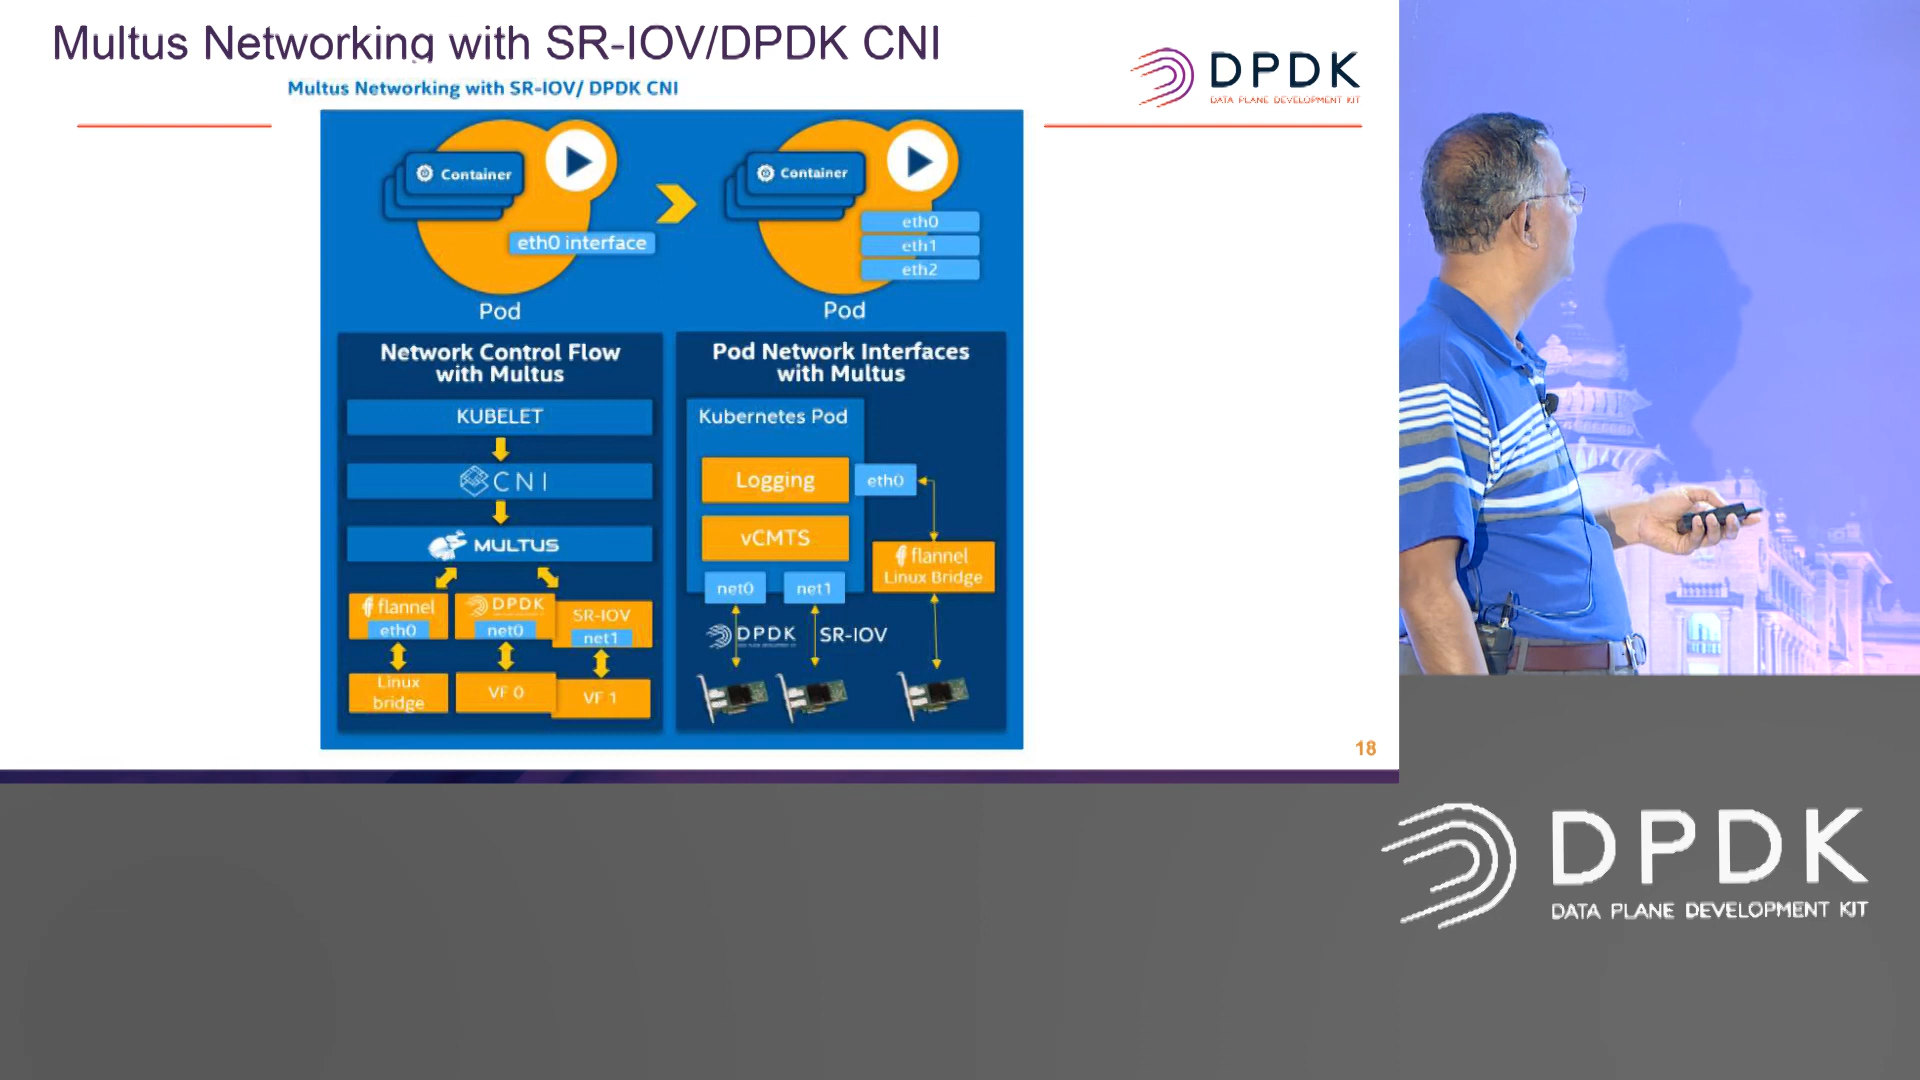 Multus Networking with SR-IOV/DPDK CNI
DPDK
DATA PLANE DEVELOPMENT KIT
Multus Networking with SR-IOV/ DPDK CNI
Container
eth0 interface
Pod
Container
eth0
eth1
eth2
Pod
Network Control Flow
with Multus
KUBELET
CNI
MULTUS
flannel
eth0
DPDK
net0
SR-IOV
net1
Linux
bridge
VF 0
VF 1
Pod Network Interfaces
with Multus
Kubernetes Pod
Logging
eth0
vCMTS
flannel
Linux Bridge
net0
net1
DPDK
SR-IOV
18
DPDK
DATA PLANE DEVELOPMENT KIT